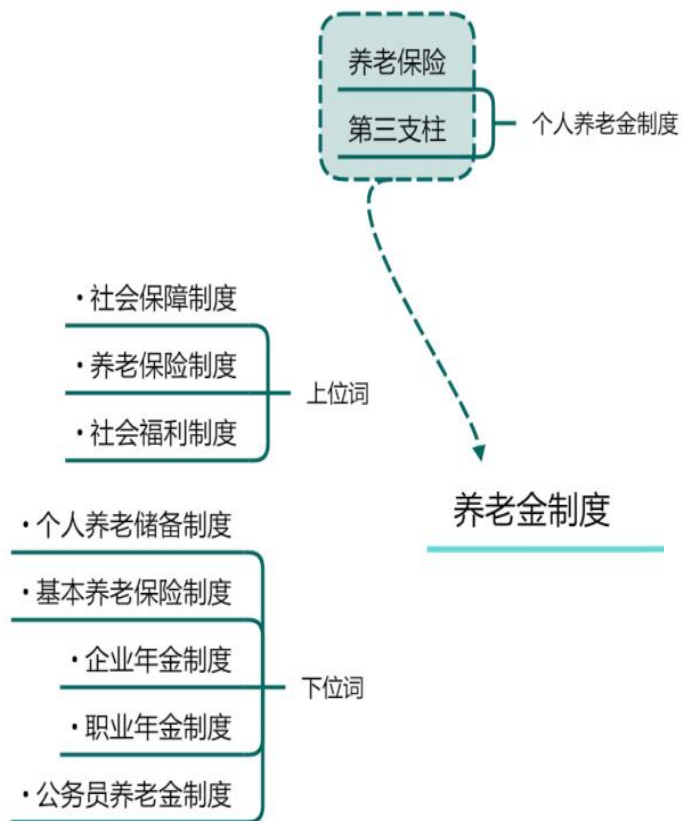 养老保险
第三支柱
个人养老金制度
• 社会保障制度
• 养老保险制度
• 社会福利制度
上位词
养老金制度
• 个人养老储备制度
• 基本养老保险制度
• 企业年金制度
• 职业年金制度
• 公务员养老金制度
下位词